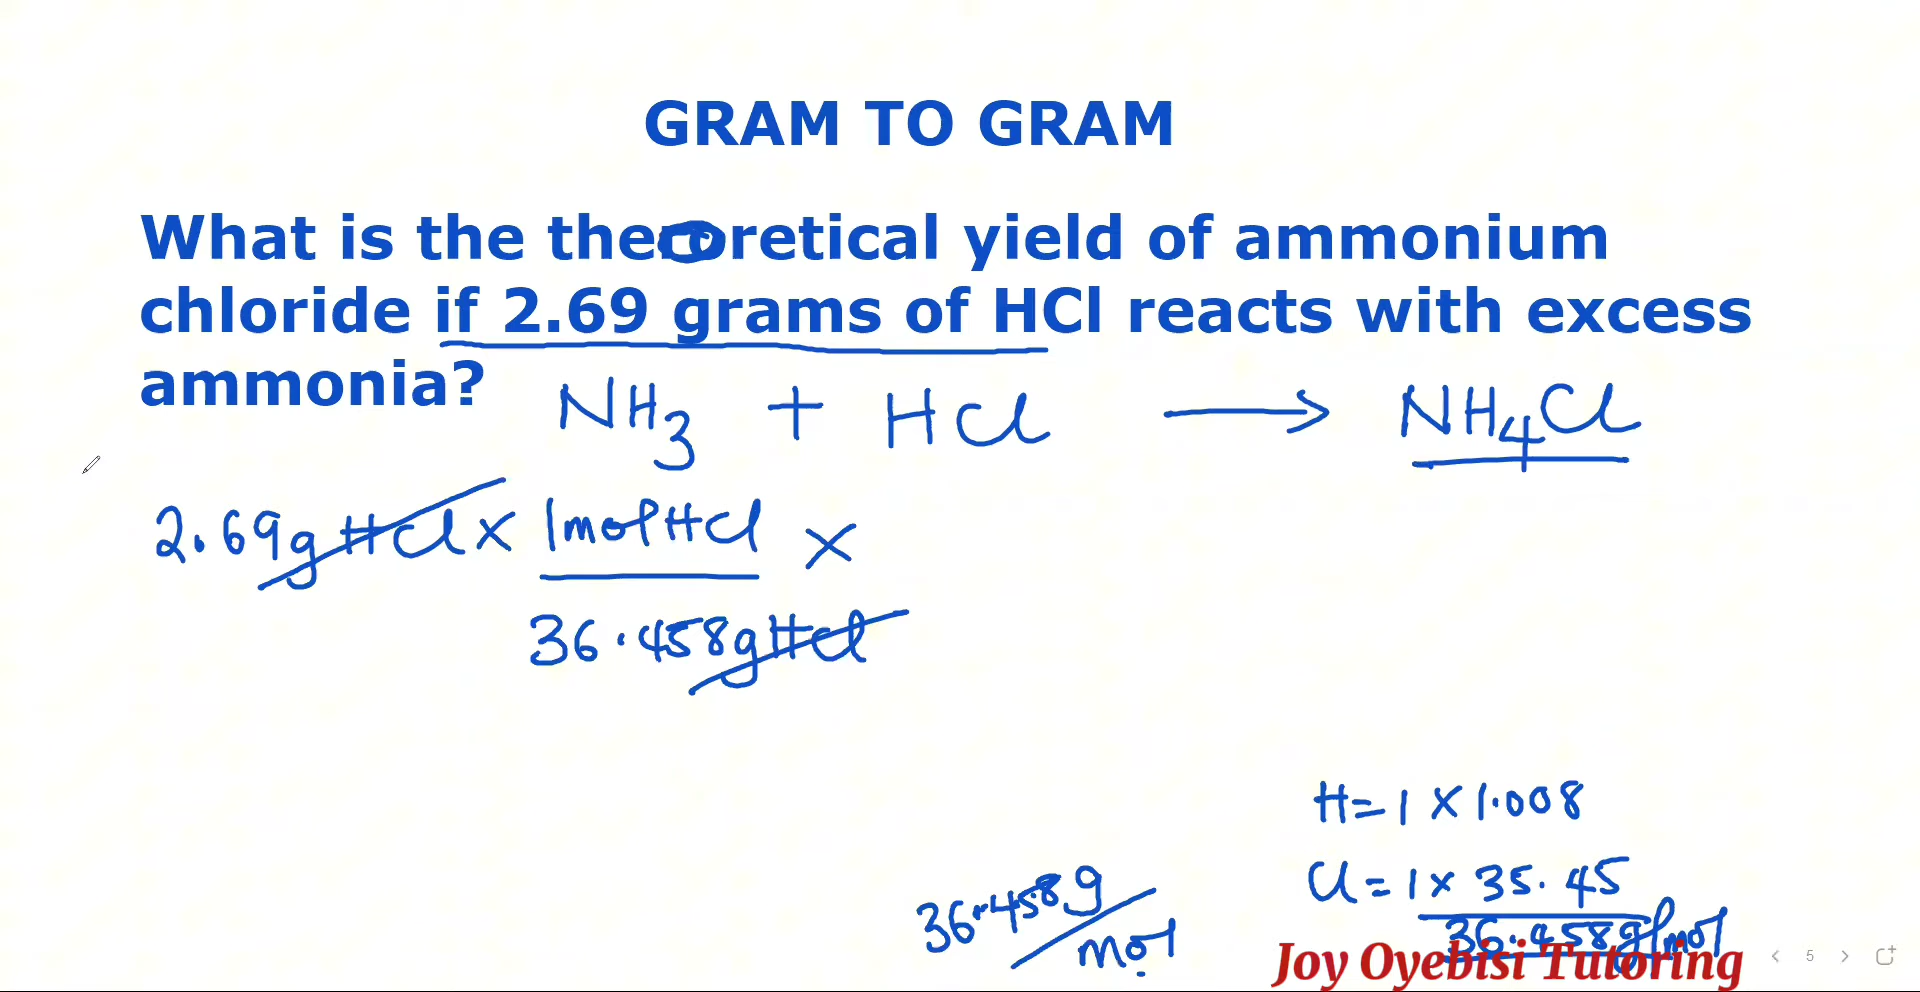 GRAM TO GRAM
What is the theroretical yield of ammonium
chloride if 2.69 grams of HCl reacts with excess
ammonia?
NH3 + HCl → NH4Cl
2.69g HCl x 1mol HCl x
36.458g HCl
H = 1 x 1.008
Cl = 1 x 35.45
36.458g/mol
36.458g/mol
Joy Oyebisi Tutoring
5